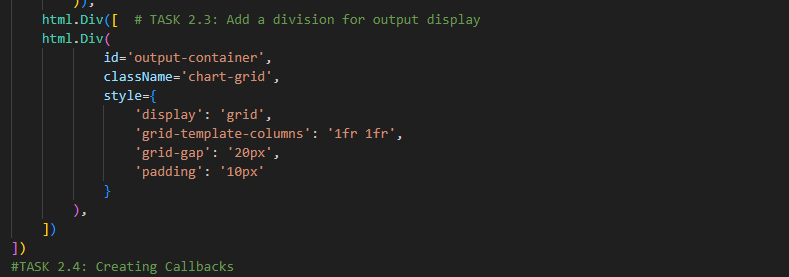 )),
html.Div([  # TASK 2.3: Add a division for output display
html.Div(
id='output-container',
className='chart-grid',
style={
'display': 'grid',
'grid-template-columns': '1fr 1fr',
'grid-gap': '20px',
'padding': '10px'
}
),
])
])
#TASK 2.4: Creating Callbacks